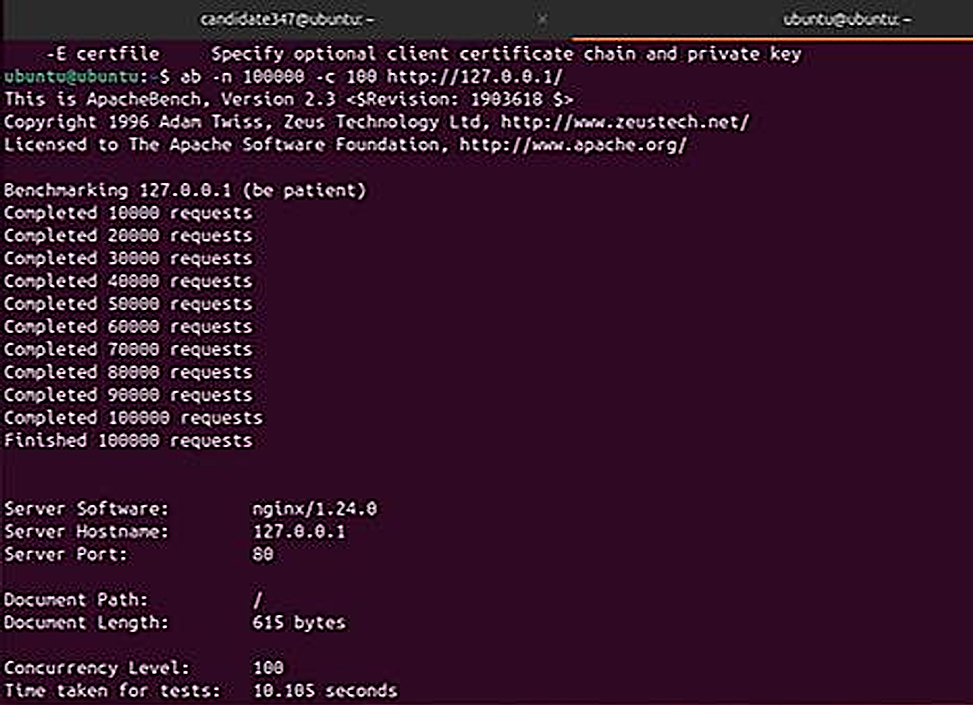 candidate347@ubuntu: ~ × ubuntu@ubuntu: ~
-E certfile Specify optional client certificate chain and private key
ubuntu@ubuntu:~$ ab -n 100000 -c 100 http://127.0.0.1/
This is ApacheBench, Version 2.3 <$Revision: 1903618 $>
Copyright 1996 Adam Twiss, Zeus Technology Ltd, http://www.zeustech.net/
Licensed to The Apache Software Foundation, http://www.apache.org/
Benchmarking 127.0.0.1 (be patient)
Completed 10000 requests
Completed 20000 requests
Completed 30000 requests
Completed 40000 requests
Completed 50000 requests
Completed 60000 requests
Completed 70000 requests
Completed 80000 requests
Completed 90000 requests
Completed 100000 requests
Finished 100000 requests
Server Software: nginx/1.24.0
Server Hostname: 127.0.0.1
Server Port: 80
Document Path: /
Document Length: 615 bytes
Concurrency Level: 100
Time taken for tests: 10.105 seconds